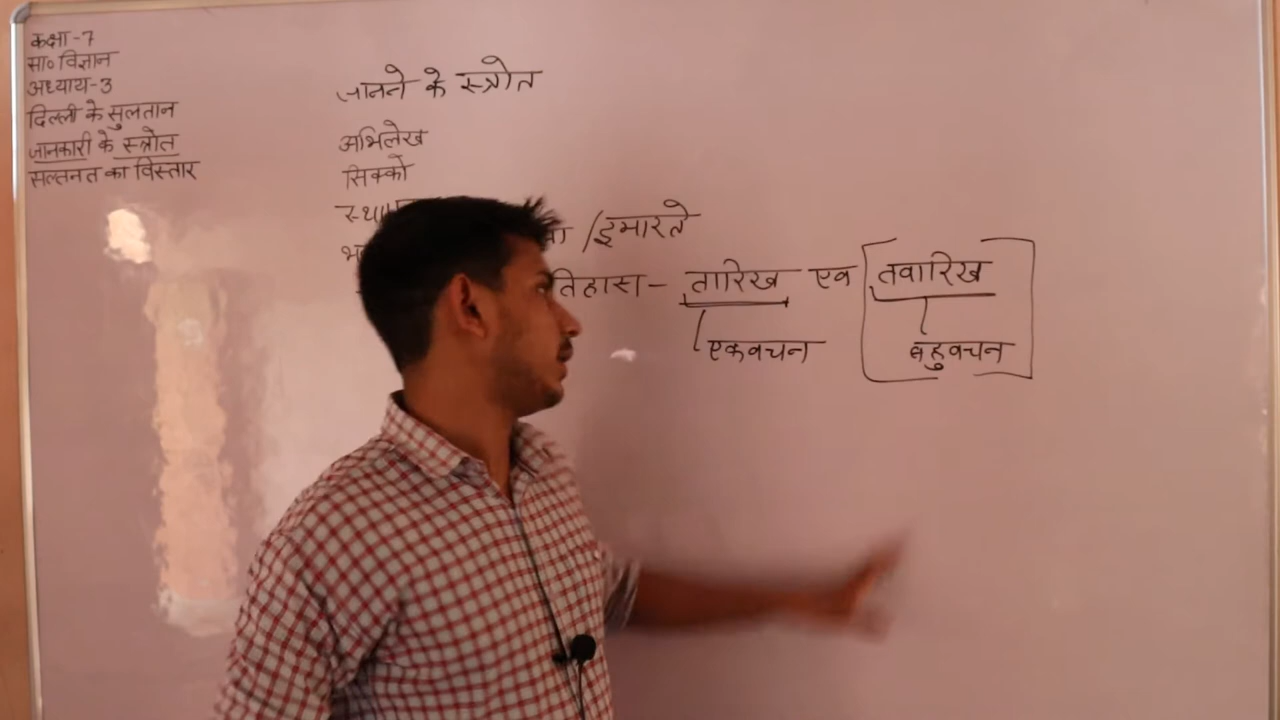 कक्षा-7
सा० विज्ञान
अध्याय-3
दिल्ली के सुलतान
जानकारी के स्त्रोत
सल्तनत का विस्तार
जानने के स्त्रोत
अभिलेख
सिक्को
/इमारते
तारिख एव तवारिख
एकवचन
बहुवचन